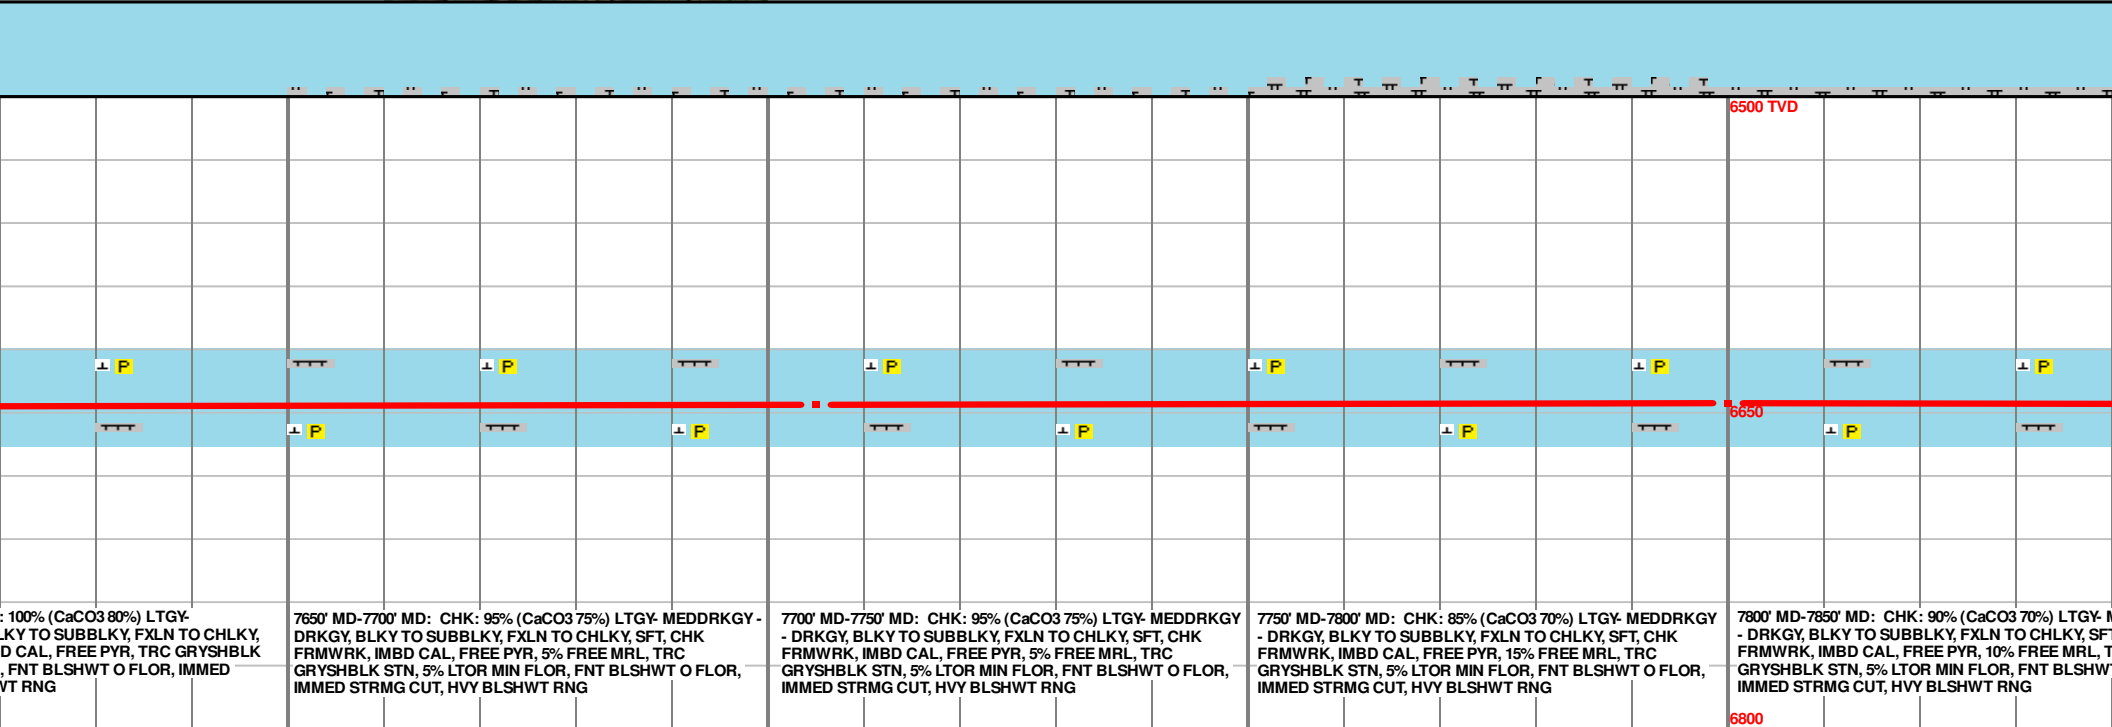 6500 TVD
P P P P P P
6650
P P P P P
: 100% (CaCO3 80%) LTGY-
LKY TO SUBBLKY, FXLN TO CHLKY,
D CAL, FREE PYR, TRC GRYSHBLK
, FNT BLSHWT O FLOR, IMMED
WT RNG
7650' MD-7700' MD: CHK: 95% (CaCO3 75%) LTGY- MEDDRKGY -
DRKGY, BLKY TO SUBBLKY, FXLN TO CHLKY, SFT, CHK
FRMWRK, IMBD CAL, FREE PYR, 5% FREE MRL, TRC
GRYSHBLK STN, 5% LTOR MIN FLOR, FNT BLSHWT O FLOR,
IMMED STRMG CUT, HVY BLSHWT RNG
7700' MD-7750' MD: CHK: 95% (CaCO3 75%) LTGY- MEDDRKGY
- DRKGY, BLKY TO SUBBLKY, FXLN TO CHLKY, SFT, CHK
FRMWRK, IMBD CAL, FREE PYR, 5% FREE MRL, TRC
GRYSHBLK STN, 5% LTOR MIN FLOR, FNT BLSHWT O FLOR,
IMMED STRMG CUT, HVY BLSHWT RNG
7750' MD-7800' MD: CHK: 85% (CaCO3 70%) LTGY- MEDDRKGY
- DRKGY, BLKY TO SUBBLKY, FXLN TO CHLKY, SFT, CHK
FRMWRK, IMBD CAL, FREE PYR, 15% FREE MRL, TRC
GRYSHBLK STN, 5% LTOR MIN FLOR, FNT BLSHWT O FLOR,
IMMED STRMG CUT, HVY BLSHWT RNG
7800' MD-7850' MD: CHK: 90% (CaCO3 70%) LTGY- M
- DRKGY, BLKY TO SUBBLKY, FXLN TO CHLKY, SFT
FRMWRK, IMBD CAL, FREE PYR, 10% FREE MRL, T
GRYSHBLK STN, 5% LTOR MIN FLOR, FNT BLSHWT
IMMED STRMG CUT, HVY BLSHWT RNG
6800